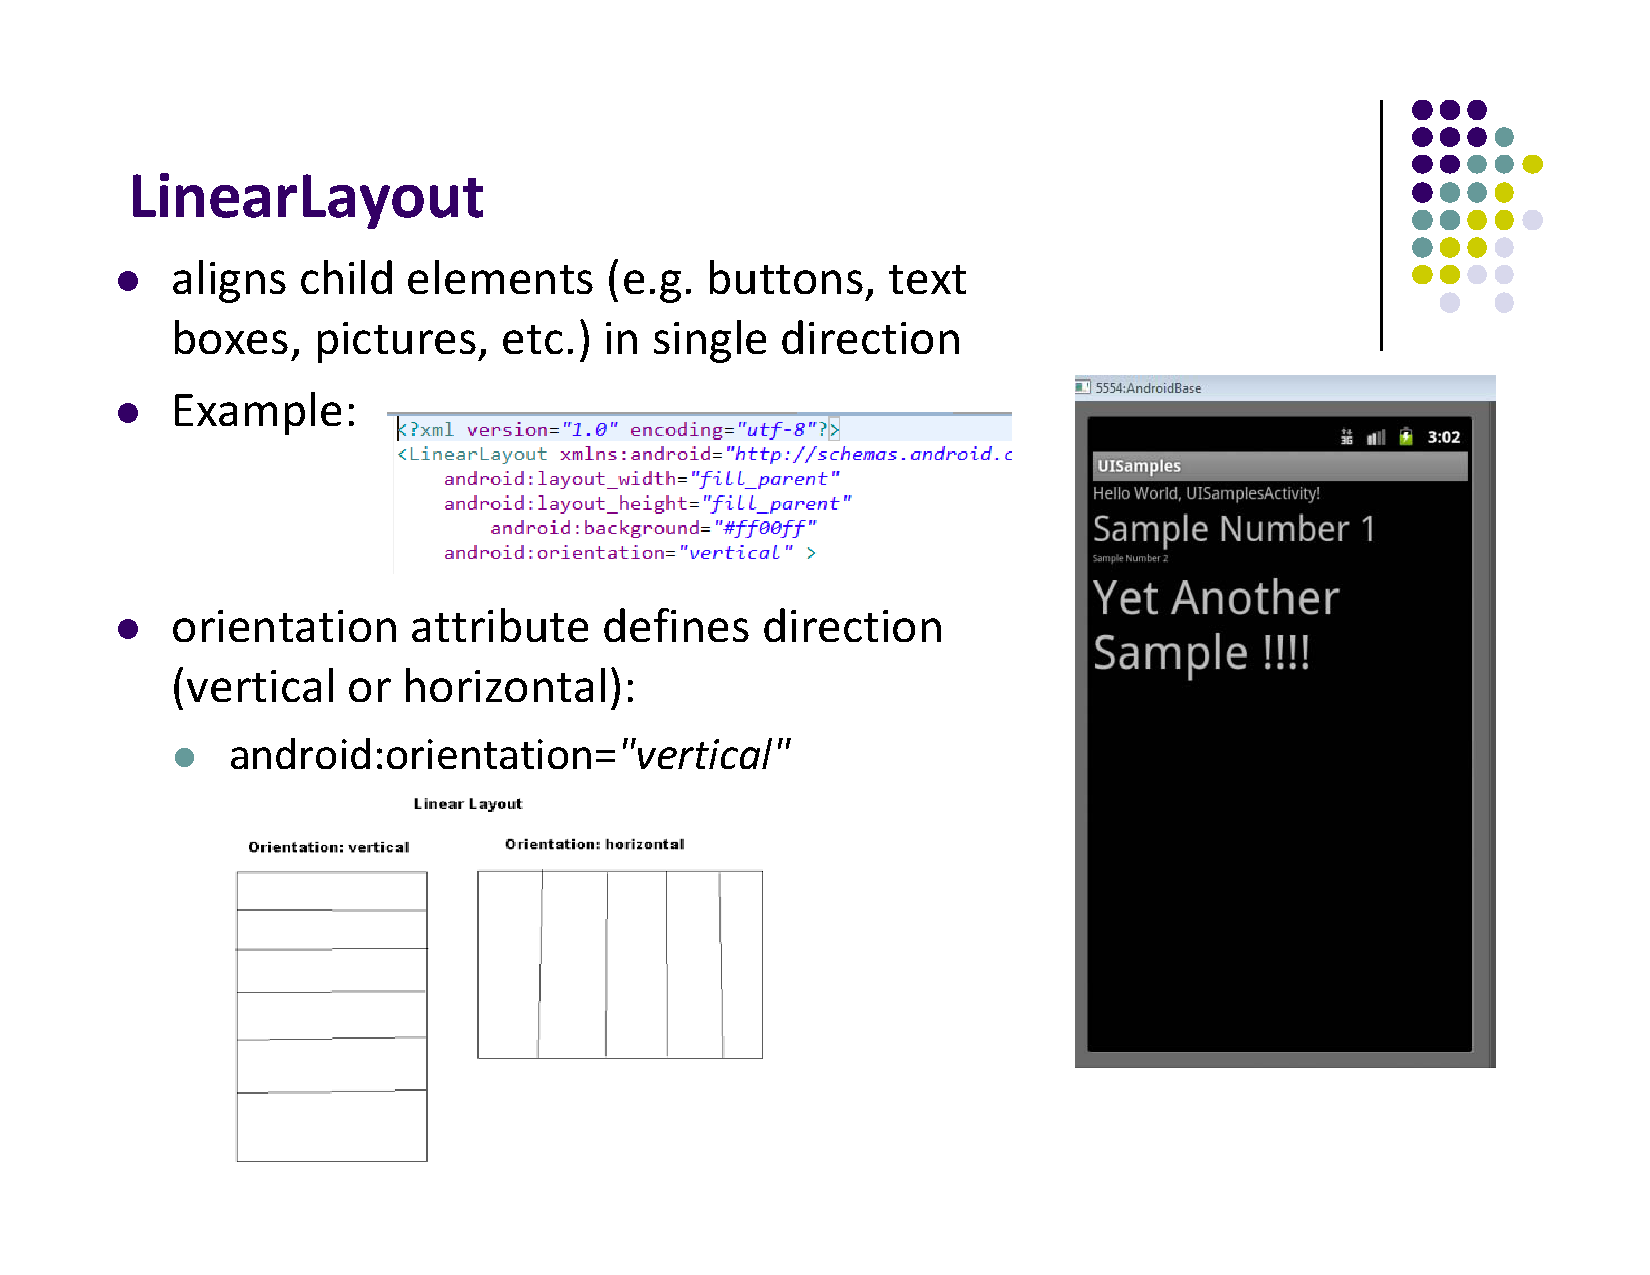 LinearLayout
aligns child elements (e.g. buttons, text
boxes, pictures, etc.) in single direction
Example:
<?xml version="1.0" encoding="utf-8"?>
<LinearLayout xmlns:android="http://schemas.android.c
android:layout_width="fill_parent"
android:layout_height="fill_parent"
android:background="#ff00ff"
android:orientation="vertical" >
orientation attribute defines direction
(vertical or horizontal):
android:orientation="vertical"
Linear Layout
Orientation: vertical
Orientation: horizontal
5554:AndroidBase
3G
3:02
UISamples
Hello World, UISamplesActivity!
Sample Number 1
Sample Number 2
Yet Another
Sample !!!!